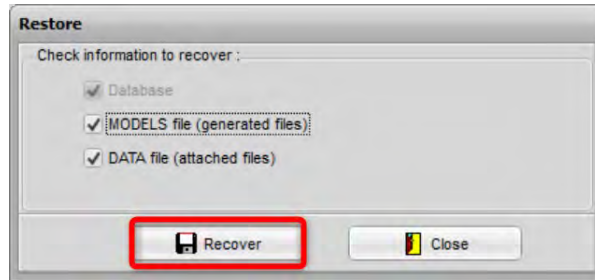 Restore
Check information to recover :
Database
MODELS file (generated files)
DATA file (attached files)
Recover
Close